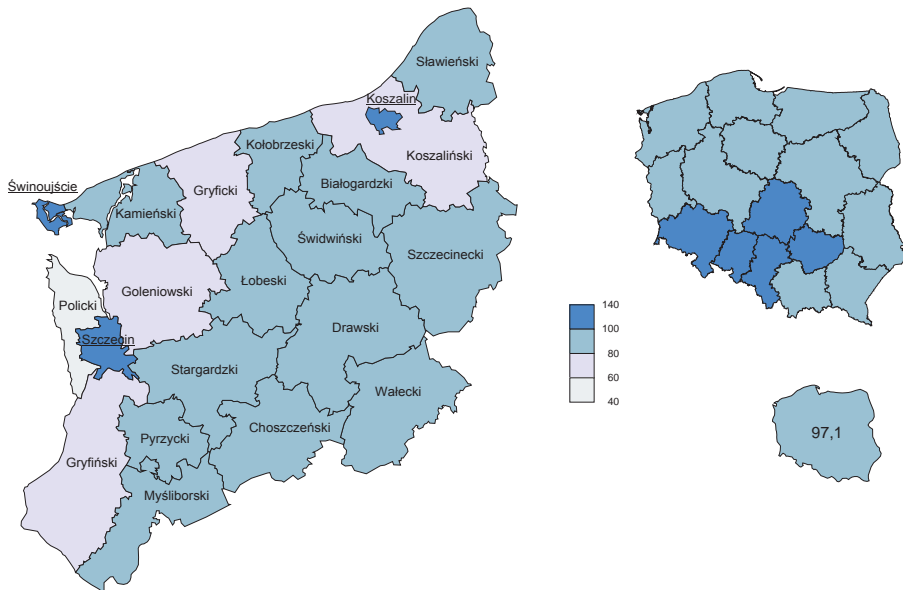 Sławieński
Koszalin
Kołobrzeski
Koszaliński
Świnoujście
Białogardzki
Gryficki
Kamieński
Świdwiński
Szczecinecki
Łobeski
Goleniowski
Policki
Drawski
Szczecin
Stargardzki
Wałecki
Choszczeński
Pyrzycki
Gryfiński
Myśliborski
140
100
80
60
40
97,1